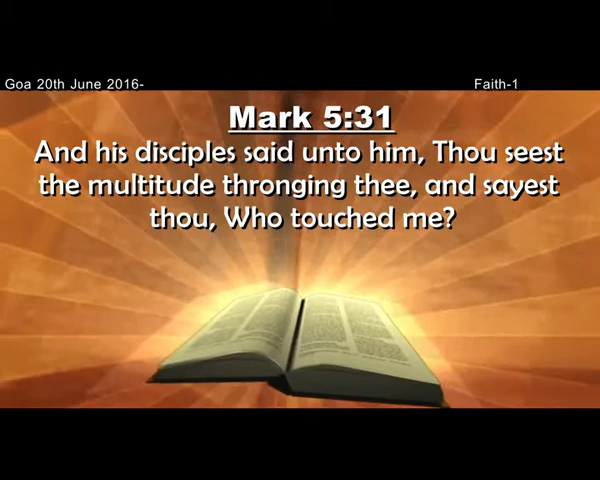 Goa 20th June 2016-
Faith-1
Mark 5:31
And his disciples said unto him, Thou seest
the multitude thronging thee, and sayest
thou, Who touched me?